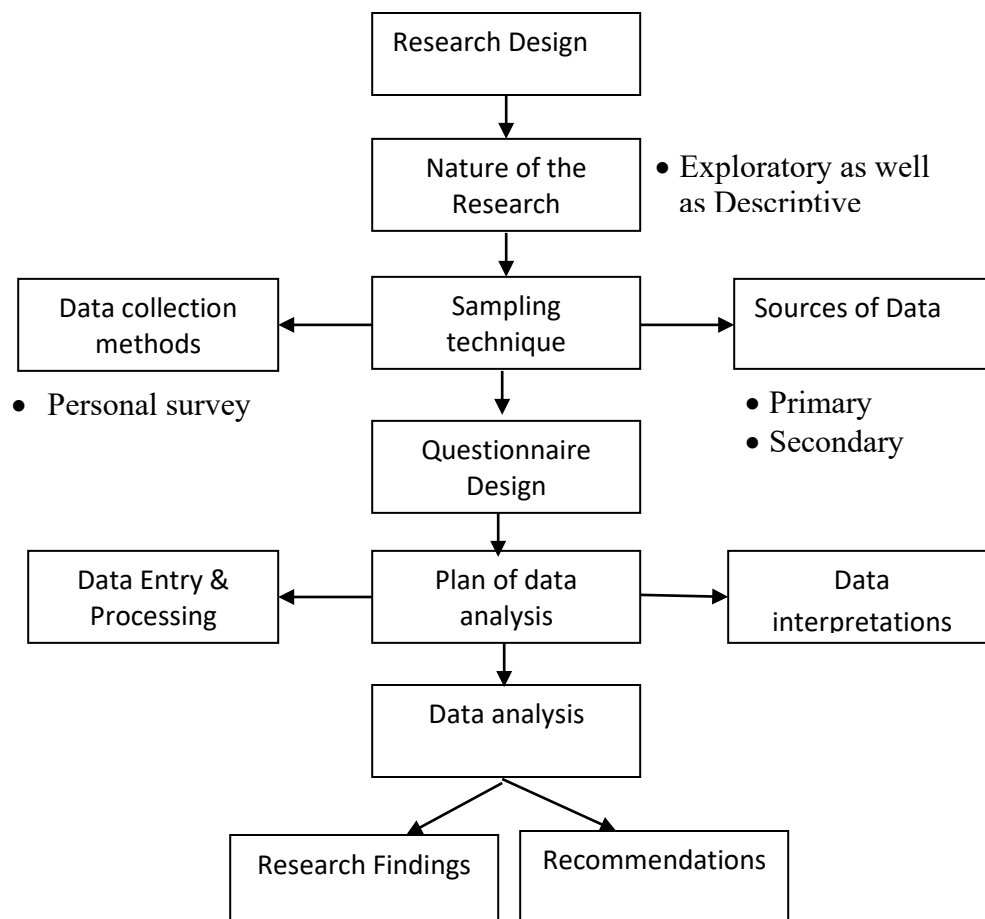 Research Design
Nature of the
Research
• Exploratory as well
as Descriptive
Data collection
methods
Sampling
technique
Sources of Data
• Personal survey
• Primary
• Secondary
Questionnaire
Design
Data Entry &
Processing
Plan of data
analysis
Data
interpretations
Data analysis
Research Findings
Recommendations